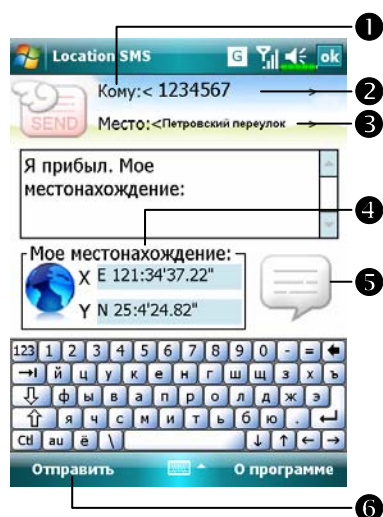 Location SMS G ok
Кому:< 1234567 >
SEND
Место:<Петровский переулок >
Я прибыл. Мое
местонахождение:
Мое местонахождение:
X E 121:34'37.22"
Y N 25:4'24.82"
123 1 2 3 4 5 6 7 8 9 0 - =
й ц у к е н г ш щ з х ъ
ф ы в а п р о л д ж э
я ч с м и т ь б ю .
Ctl au ё \
Отправить О программе
1
2
3
4
5
6